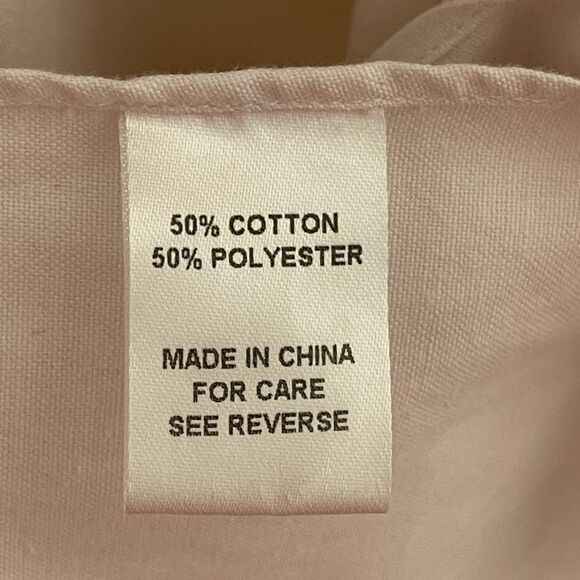 50% COTTON
50% POLYESTER
MADE IN CHINA
FOR CARE
SEE REVERSE